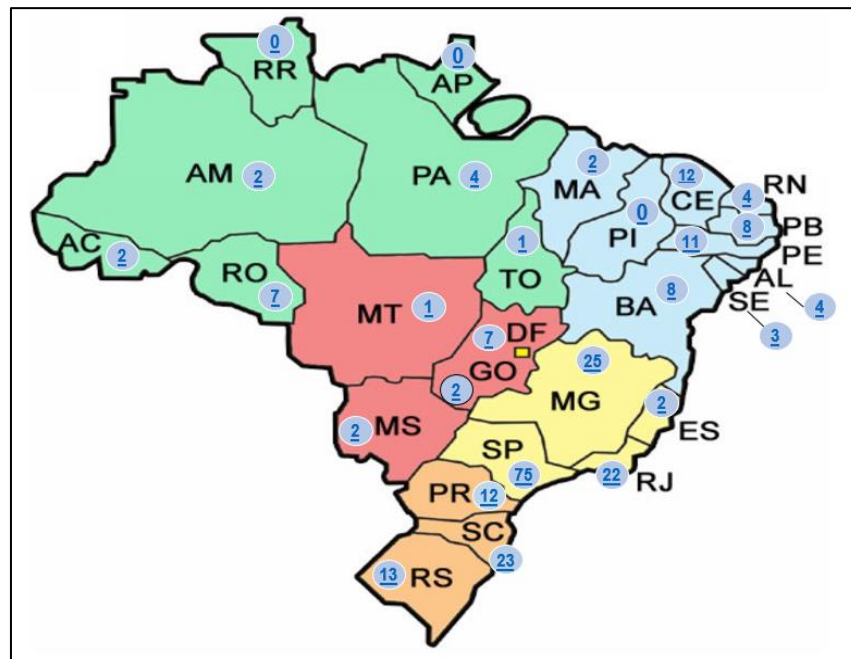 0
RR
0
AP
AM 2
PA 4
2
MA
12
CE
RN
4
0
PI
8
PB
11
PE
AC
2
RO
7
1
TO
MT 1
BA 8
AL
4
SE
3
7 DF
GO
2
25
MG
2
ES
MS
2
SP
75
22
RJ
PR 12
SC
23
13 RS